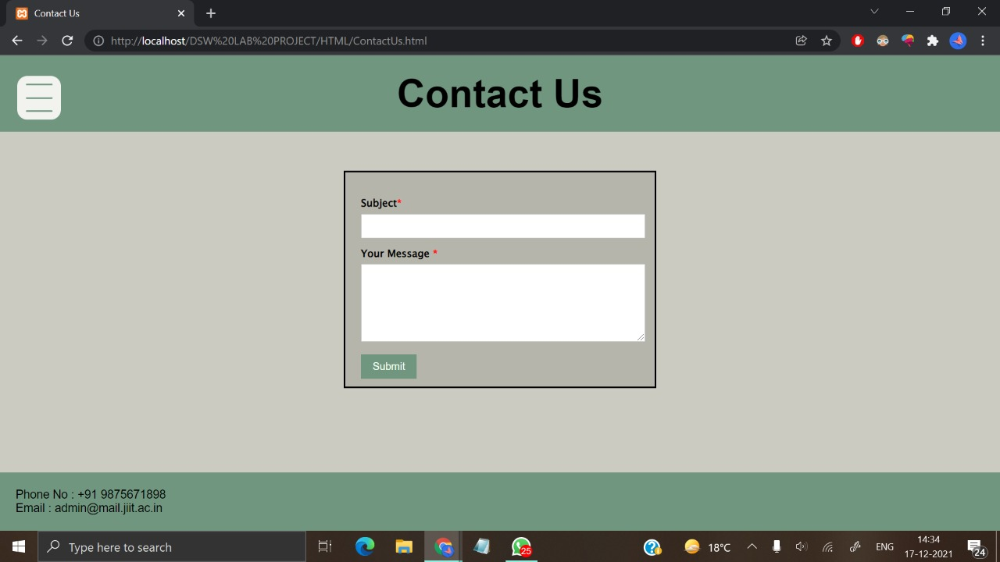 Contact Us
http://localhost/DSW%20LAB%20PROJECT/HTML/ContactUs.html
Contact Us
Subject*
Your Message *
Submit
Phone No : +91 9875671898
Email : admin@mail.jiit.ac.in
Type here to search
25
18°C
ENG
14:34
17-12-2021
24